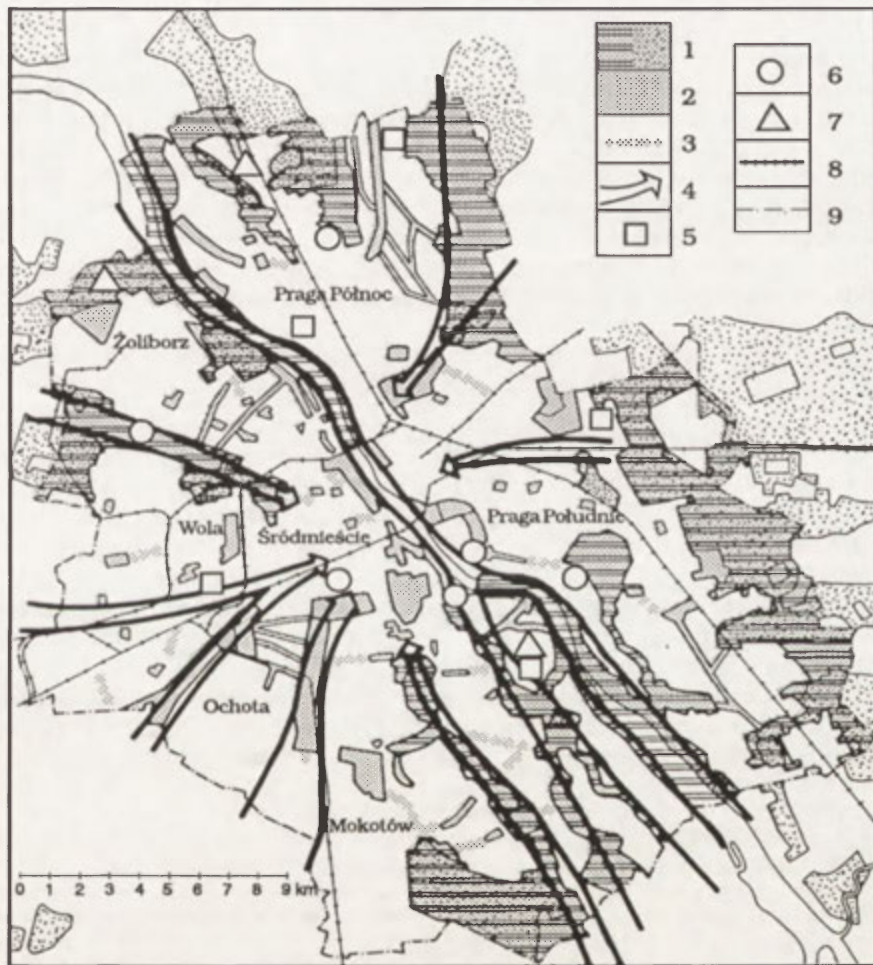 1
2
3
4
5
6
7
8
9
Praga Północ
Żoliborz
Wola
Śródmieście
Praga Południe
Ochota
Mokotów
0 1 2 3 4 5 6 7 8 9 km